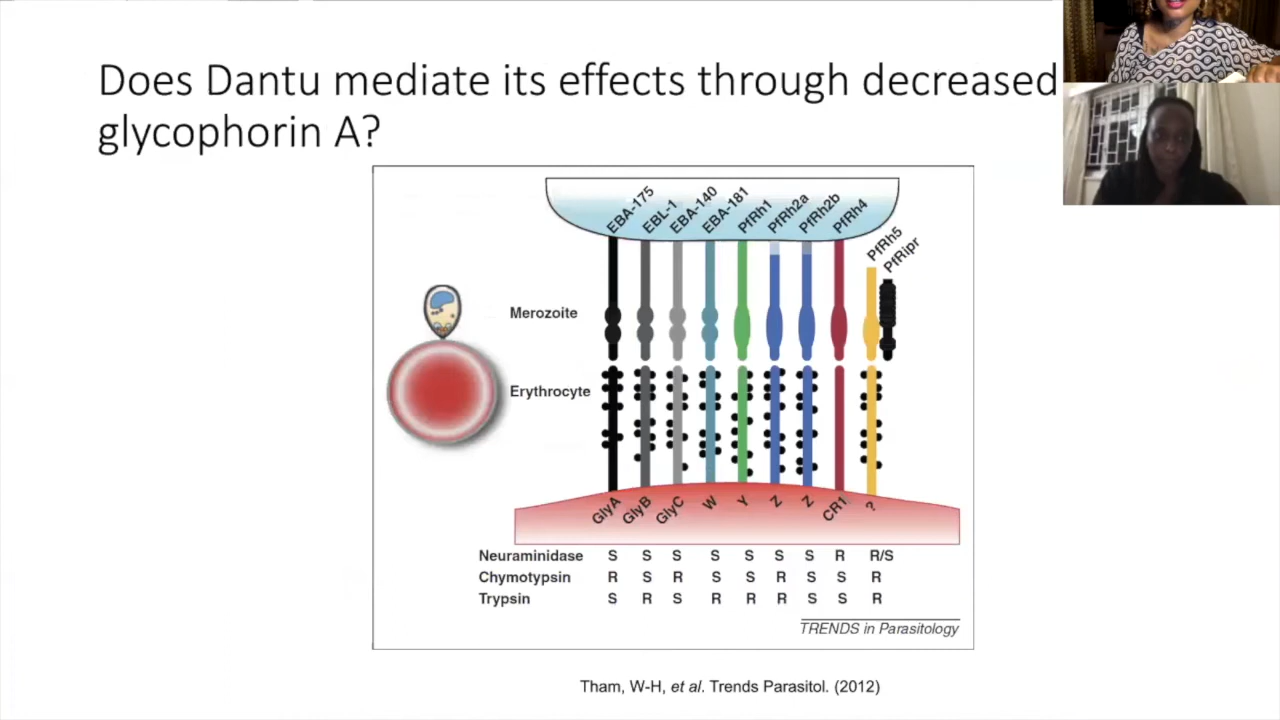 Does Dantu mediate its effects through decreased
glycophorin A?
EBA-175 EBL-1 EBA-140 EBA-181 PfRh1 PfRh2a PfRh2b PfRh4 PfRh5 PfRipr
Merozoite
Erythrocyte
GlyA GlyB GlyC W Y Z Z CR1 ?
Neuraminidase S S S S S S S R R/S
Chymotypsin R S R S S R S S R
Trypsin S R S R R R S S R
TRENDS in Parasitology
Tham, W-H, et al. Trends Parasitol. (2012)